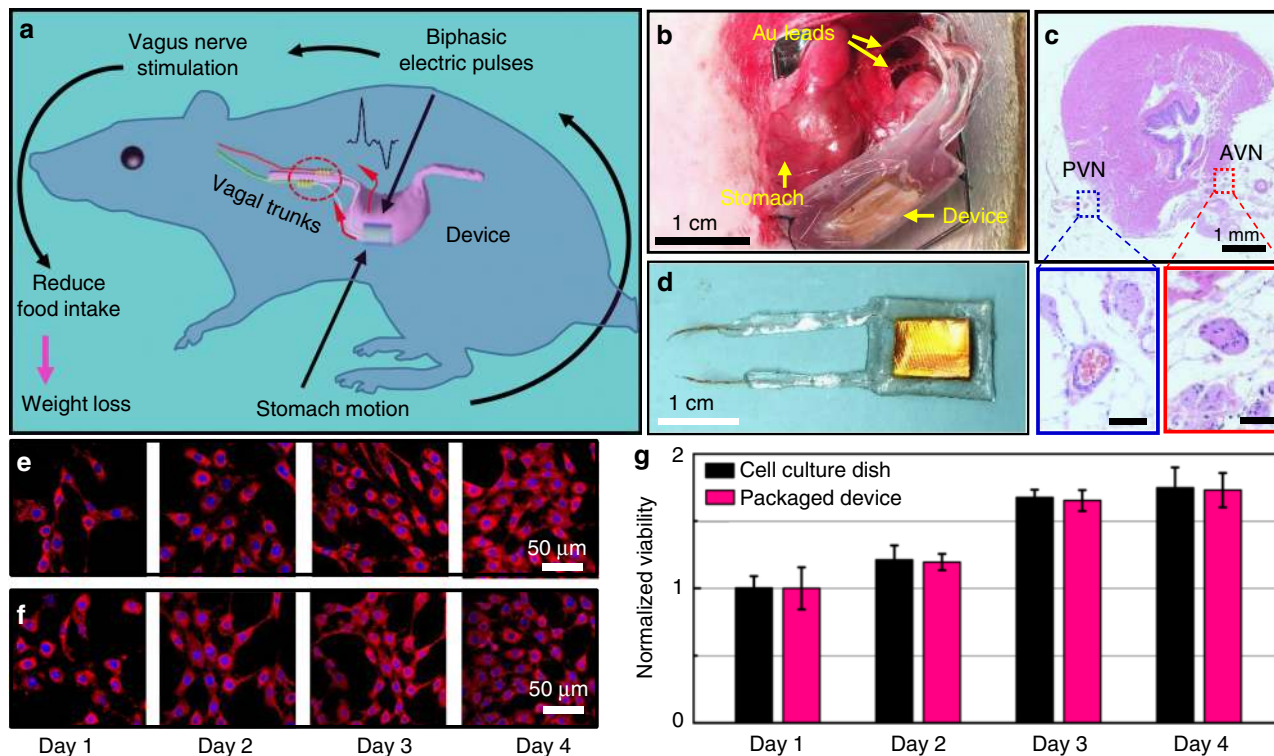 a
Vagus nerve
stimulation
Biphasic
electric pulses
Vagal trunks
Device
Reduce
food intake
Weight loss
Stomach motion
b
Au leads
Stomach
Device
1 cm
c
PVN
AVN
1 mm
d
1 cm
e
50 μm
f
50 μm
Day 1
Day 2
Day 3
Day 4
g
Normalized viability
2
1
0
Cell culture dish
Packaged device
Day 1
Day 2
Day 3
Day 4